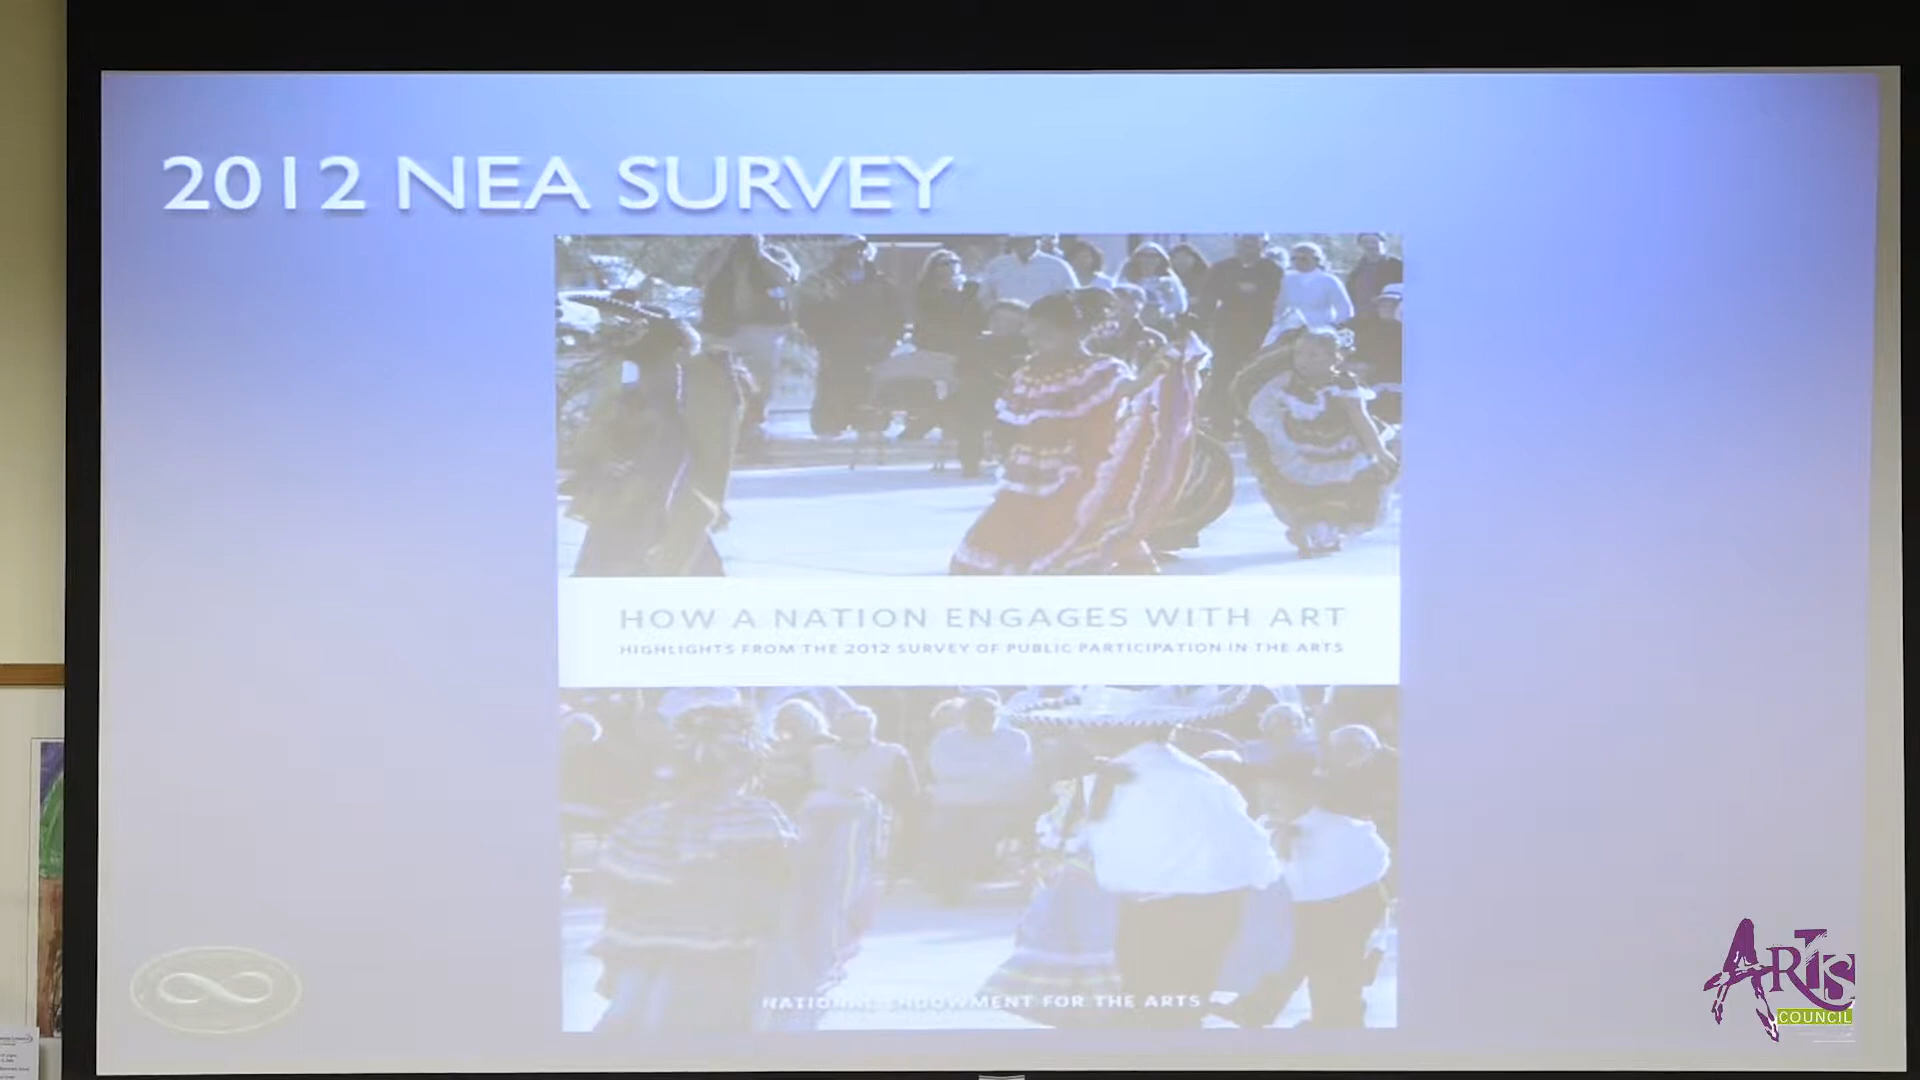 2012 NEA SURVEY
HOW A NATION ENGAGES WITH ART
HIGHLIGHTS FROM THE 2012 SURVEY OF PUBLIC PARTICIPATION IN THE ARTS
NATIONAL ENDOWMENT FOR THE ARTS
ARTS
COUNCIL